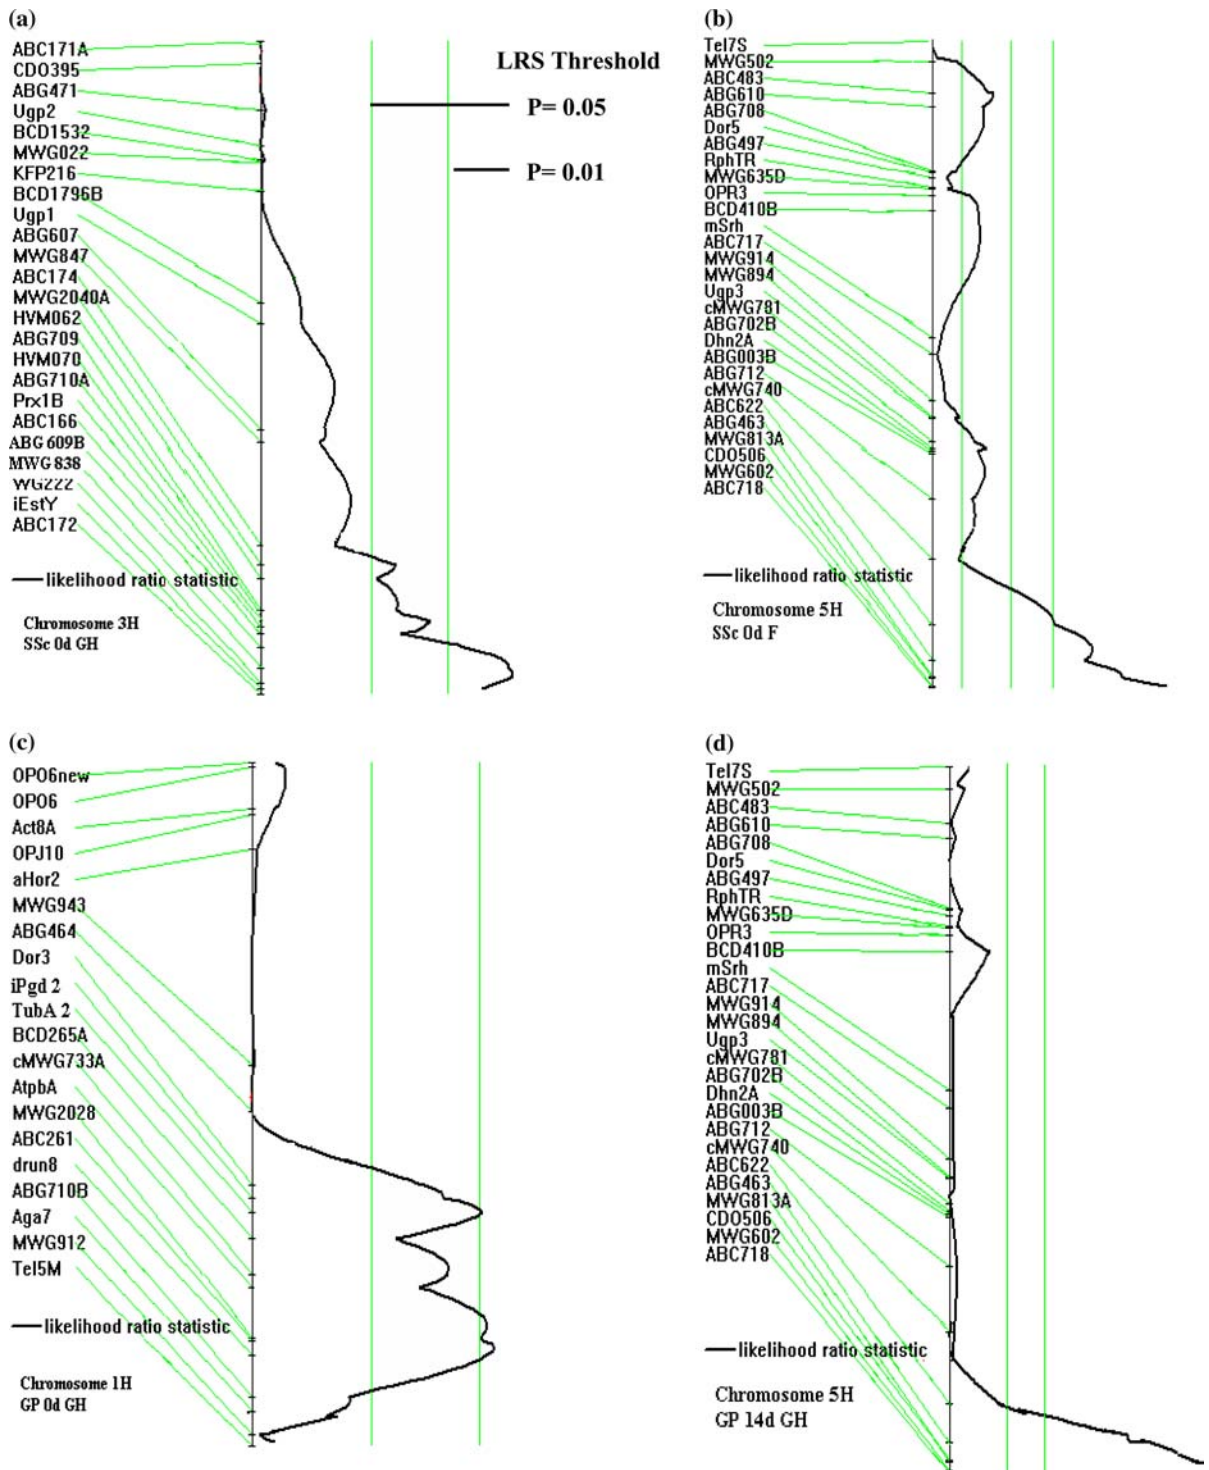 (a)
ABC171A
CDO395
ABG471
Ugp2
BCD1532
MWG022
KFP216
BCD1796B
Ugp1
ABG607
MWG847
ABC174
MWG2040A
HVM062
ABG709
HVM070
ABG710A
Prx1B
ABC166
ABG 609B
MWG 838
WG222
iEstY
ABC172
likelihood ratio statistic
Chromosome 3H
SSc 0d GH
LRS Threshold
P= 0.05
P= 0.01
(b)
Tel7S
MWG502
ABC483
ABG610
ABG708
Dor5
ABG497
RphTR
MWG635D
OPR3
BCD410B
mSrh
ABC717
MWG914
MWG894
Ugp3
cMWG781
ABG702B
Dhn2A
ABG003B
ABG712
cMWG740
ABC622
ABG463
MWG813A
CDO506
MWG602
ABC718
likelihood ratio statistic
Chromosome 5H
SSc 0d F
(c)
OPO6new
OPO6
Act8A
OPJ10
aHor2
MWG943
ABG464
Dor3
iPgd 2
TubA 2
BCD265A
cMWG733A
AtpbA
MWG2028
ABC261
drun8
ABG710B
Aga7
MWG912
Tel5M
likelihood ratio statistic
Chromosome 1H
GP 0d GH
(d)
Tel7S
MWG502
ABC483
ABG610
ABG708
Dor5
ABG497
RphTR
MWG635D
OPR3
BCD410B
mSrh
ABC717
MWG914
MWG894
Ugp3
cMWG781
ABG702B
Dhn2A
ABG003B
ABG712
cMWG740
ABC622
ABG463
MWG813A
CDO506
MWG602
ABC718
likelihood ratio statistic
Chromosome 5H
GP 14d GH